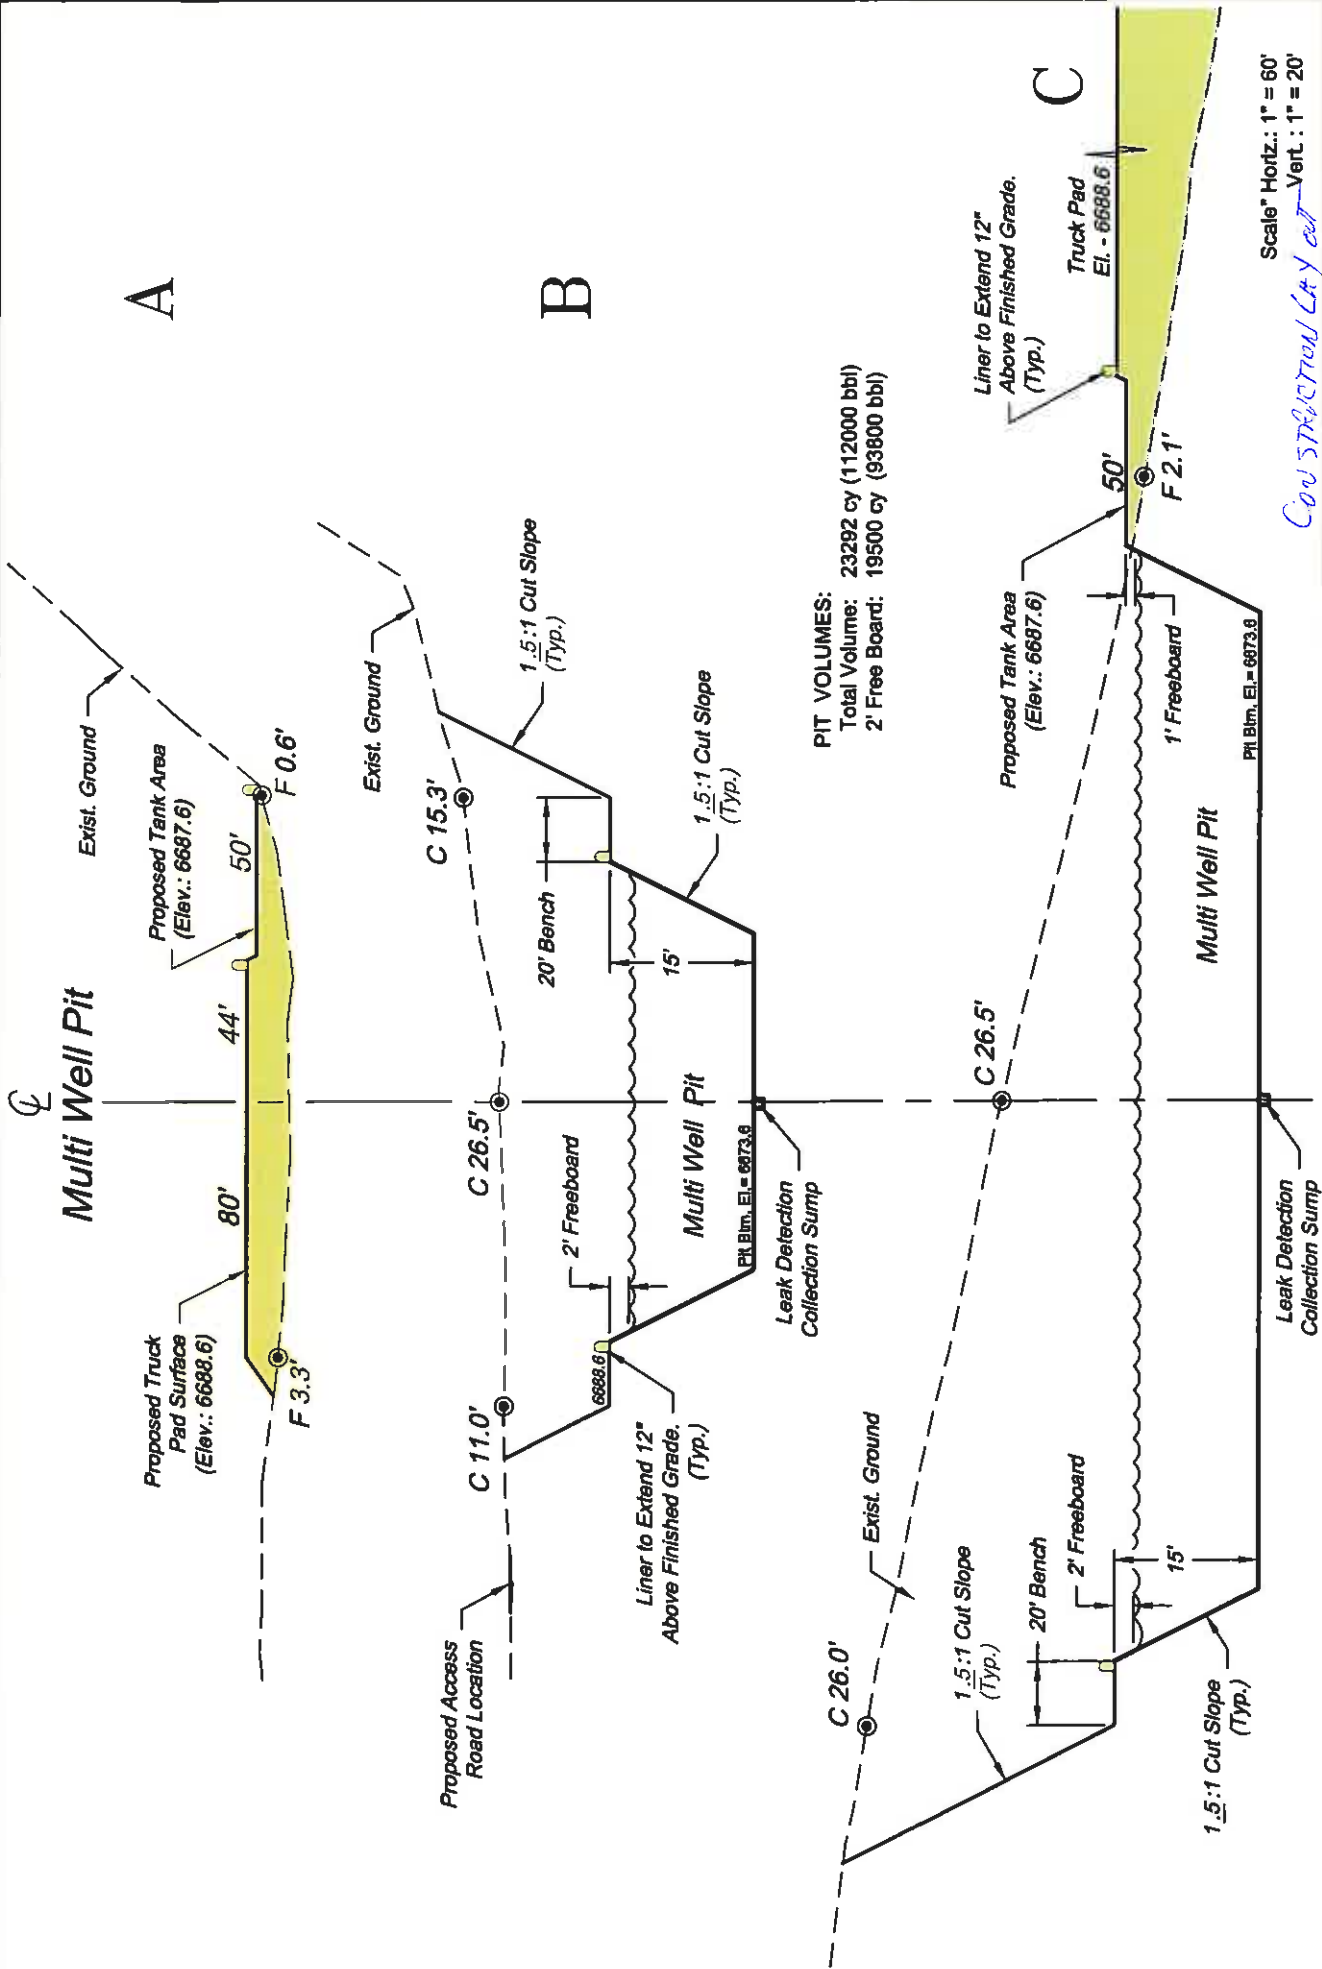 ℄
Multi Well Pit
A
Exist. Ground
Proposed Tank Area
(Elev.: 6687.6)
Proposed Truck
Pad Surface
(Elev.: 6688.6)
80'
44'
50'
F 3.3'
F 0.6'
B
Exist. Ground
1.5:1 Cut Slope
(Typ.)
C 15.3'
C 26.5'
C 11.0'
20' Bench
2' Freeboard
15'
1.5:1 Cut Slope
(Typ.)
6688.6
Multi Well Pit
Pit Btm. El.= 6673.6
Proposed Access
Road Location
Liner to Extend 12"
Above Finished Grade.
(Typ.)
Leak Detection
Collection Sump
PIT VOLUMES:
Total Volume: 23292 cy (112000 bbl)
2' Free Board: 19500 cy (93800 bbl)
C
Liner to Extend 12"
Above Finished Grade.
(Typ.)
Truck Pad
El. - 6688.6
Proposed Tank Area
(Elev.: 6687.6)
50'
F 2.1'
C 26.5'
C 26.0'
Exist. Ground
1.5:1 Cut Slope
(Typ.)
20' Bench
2' Freeboard
15'
1' Freeboard
Multi Well Pit
Pit Btm. El.= 6673.6
1.5:1 Cut Slope
(Typ.)
Leak Detection
Collection Sump
Scale" Horiz.: 1" = 60'
Vert. : 1" = 20'
CONSTRUCTION LAY OUT